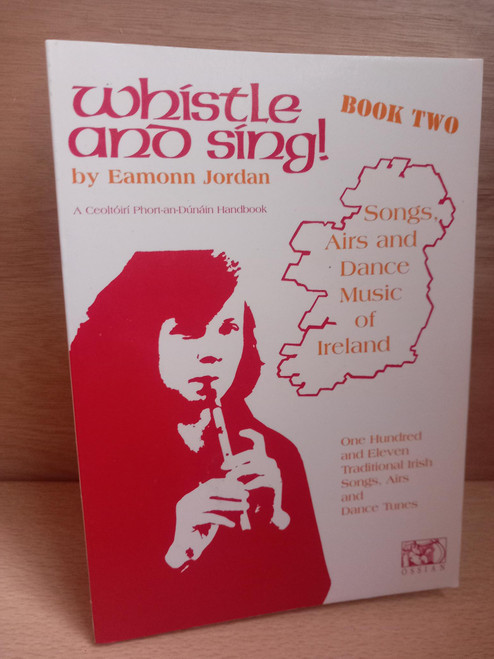 whistle
and sing!
BOOK TWO
by Eamonn Jordan
A Ceoltóirí Phort-an-Dúnáin Handbook
Songs,
Airs and
Dance
Music
of
Ireland
One Hundred
and Eleven
Traditional Irish
Songs, Airs
and
Dance Tunes
OSSIAN